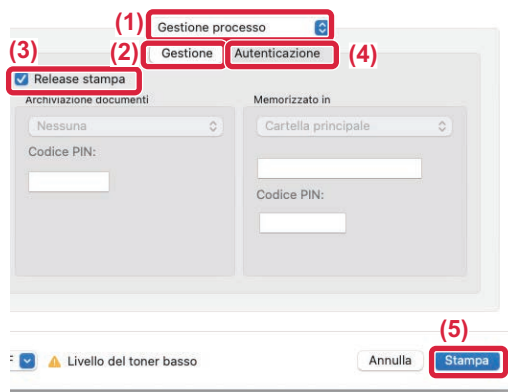 (1)
Gestione processo
(2)
Gestione
Autenticazione
(4)
(3)
Release stampa
Archiviazione documenti
Memorizzato in
Nessuna
Cartella principale
Codice PIN:
Codice PIN:
(5)
Livello del toner basso
Annulla
Stampa